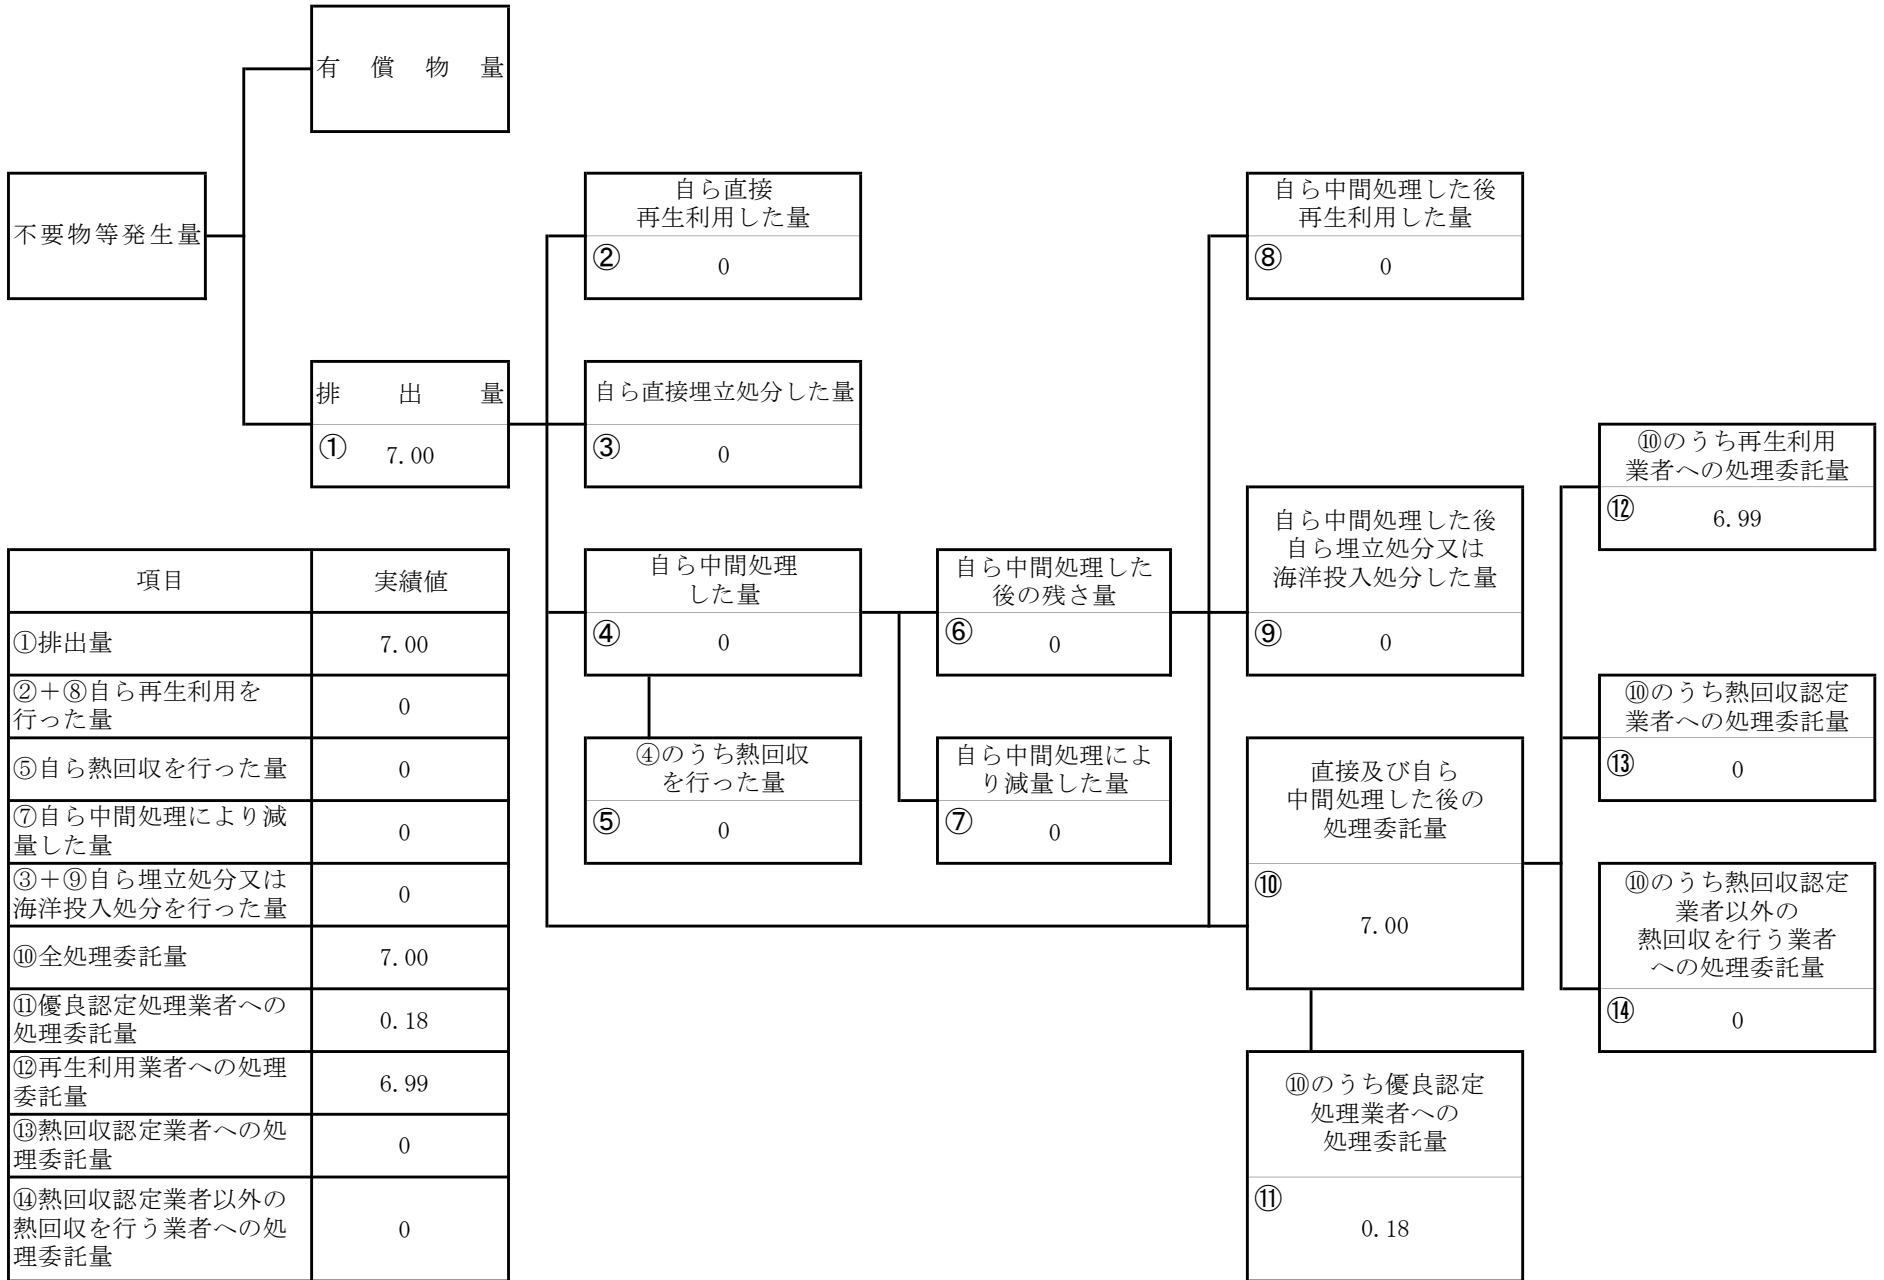 有償物量
不要物等発生量
排出量
① 7.00
自ら直接
再生利用した量
② 0
自ら直接埋立処分した量
③ 0
自ら中間処理
した量
④ 0
④のうち熱回収
を行った量
⑤ 0
自ら中間処理した
後の残さ量
⑥ 0
自ら中間処理によ
り減量した量
⑦ 0
自ら中間処理した後
再生利用した量
⑧ 0
自ら中間処理した後
自ら埋立処分又は
海洋投入処分した量
⑨ 0
直接及び自ら
中間処理した後の
処理委託量
⑩
7.00
⑩のうち優良認定
処理業者への
処理委託量
⑪
0.18
⑩のうち再生利用
業者への処理委託量
⑫ 6.99
⑩のうち熱回収認定
業者への処理委託量
⑬ 0
⑩のうち熱回収認定
業者以外の
熱回収を行う業者
への処理委託量
⑭ 0
項目 実績値
①排出量 7.00
②＋⑧自ら再生利用を
行った量 0
⑤自ら熱回収を行った量 0
⑦自ら中間処理により減
量した量 0
③＋⑨自ら埋立処分又は
海洋投入処分を行った量 0
⑩全処理委託量 7.00
⑪優良認定処理業者への
処理委託量 0.18
⑫再生利用業者への処理
委託量 6.99
⑬熱回収認定業者への処
理委託量 0
⑭熱回収認定業者以外の
熱回収を行う業者への処
理委託量 0